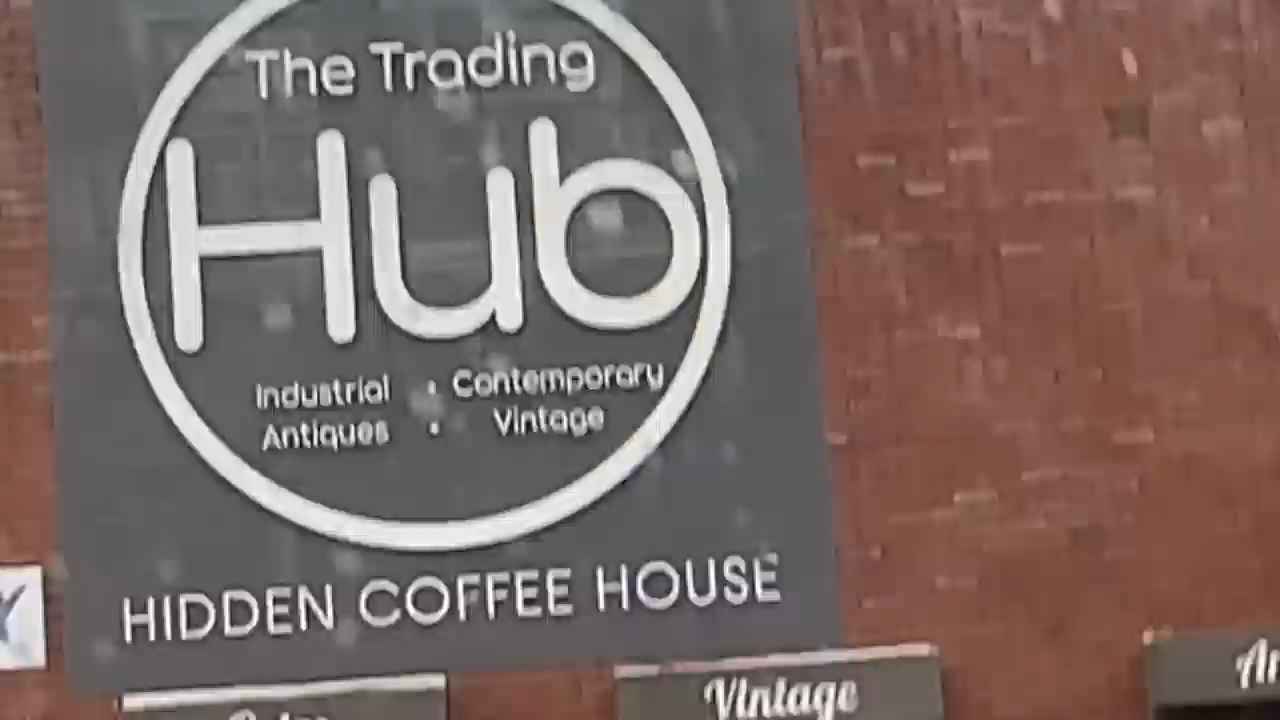 The Trading
Hub
Industrial • Contemporary
Antiques • Vintage
HIDDEN COFFEE HOUSE
Vintage